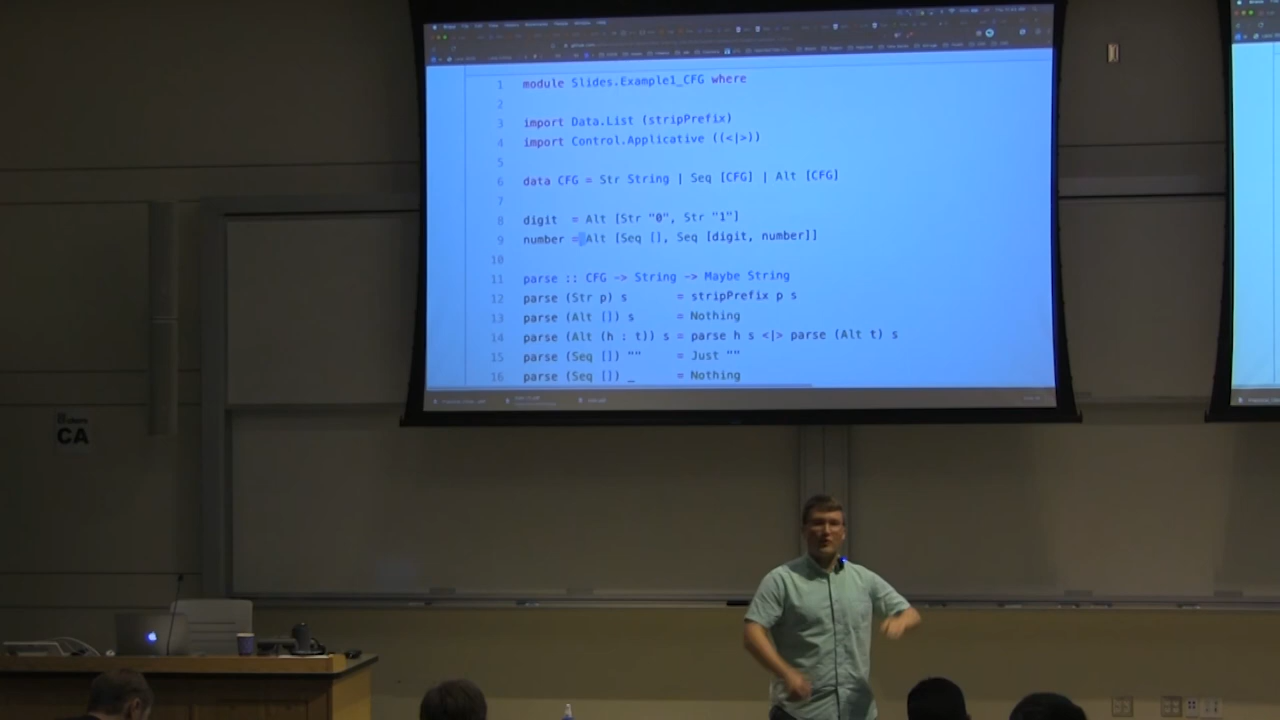 1 module Slides.Example1_CFG where
2
3 import Data.List (stripPrefix)
4 import Control.Applicative ((<|>))
5
6 data CFG = Str String | Seq [CFG] | Alt [CFG]
7
8 digit = Alt [Str "0", Str "1"]
9 number = Alt [Seq [], Seq [digit, number]]
10
11 parse :: CFG -> String -> Maybe String
12 parse (Str p) s = stripPrefix p s
13 parse (Alt []) s = Nothing
14 parse (Alt (h : t)) s = parse h s <|> parse (Alt t) s
15 parse (Seq []) "" = Just ""
16 parse (Seq []) _ = Nothing
CA